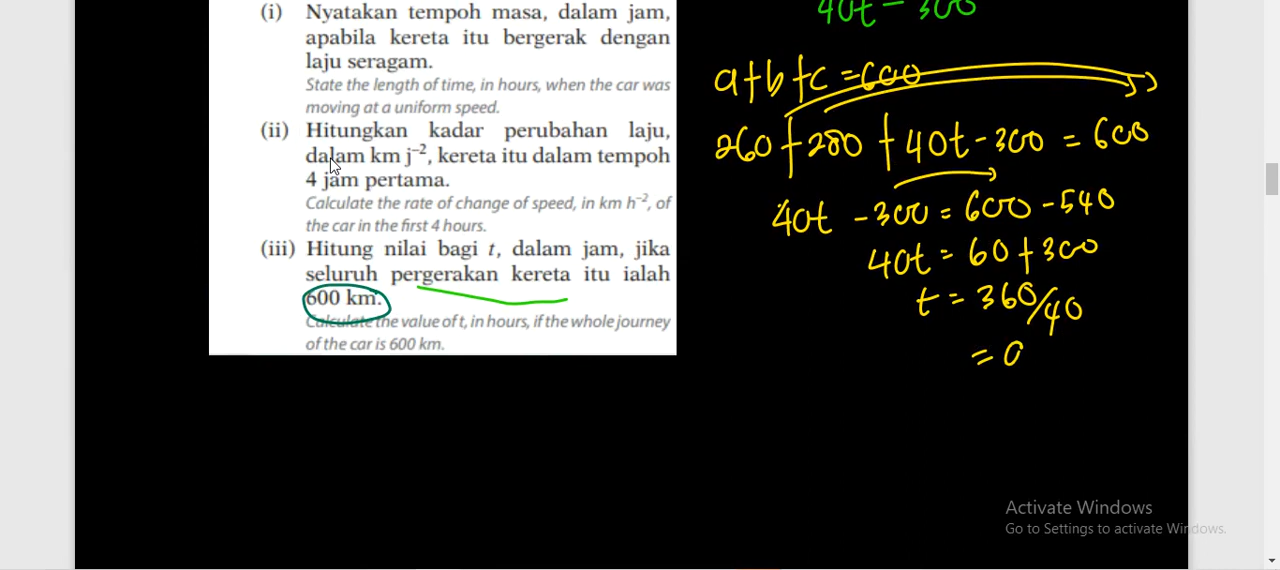 (i) Nyatakan tempoh masa, dalam jam,
apabila kereta itu bergerak dengan
laju seragam.
State the length of time, in hours, when the car was
moving at a uniform speed.
(ii) Hitungkan kadar perubahan laju,
dalam km j⁻², kereta itu dalam tempoh
4 jam pertama.
Calculate the rate of change of speed, in km h⁻², of
the car in the first 4 hours.
(iii) Hitung nilai bagi t, dalam jam, jika
seluruh pergerakan kereta itu ialah
600 km.
Calculate the value of t, in hours, if the whole journey
of the car is 600 km.
40t - 300
a+b+c = 600
260 + 280 + 40t - 300 = 600
40t - 300 = 600 - 540
40t = 60 + 300
t = 360/40
= 0
Activate Windows
Go to Settings to activate Windows.